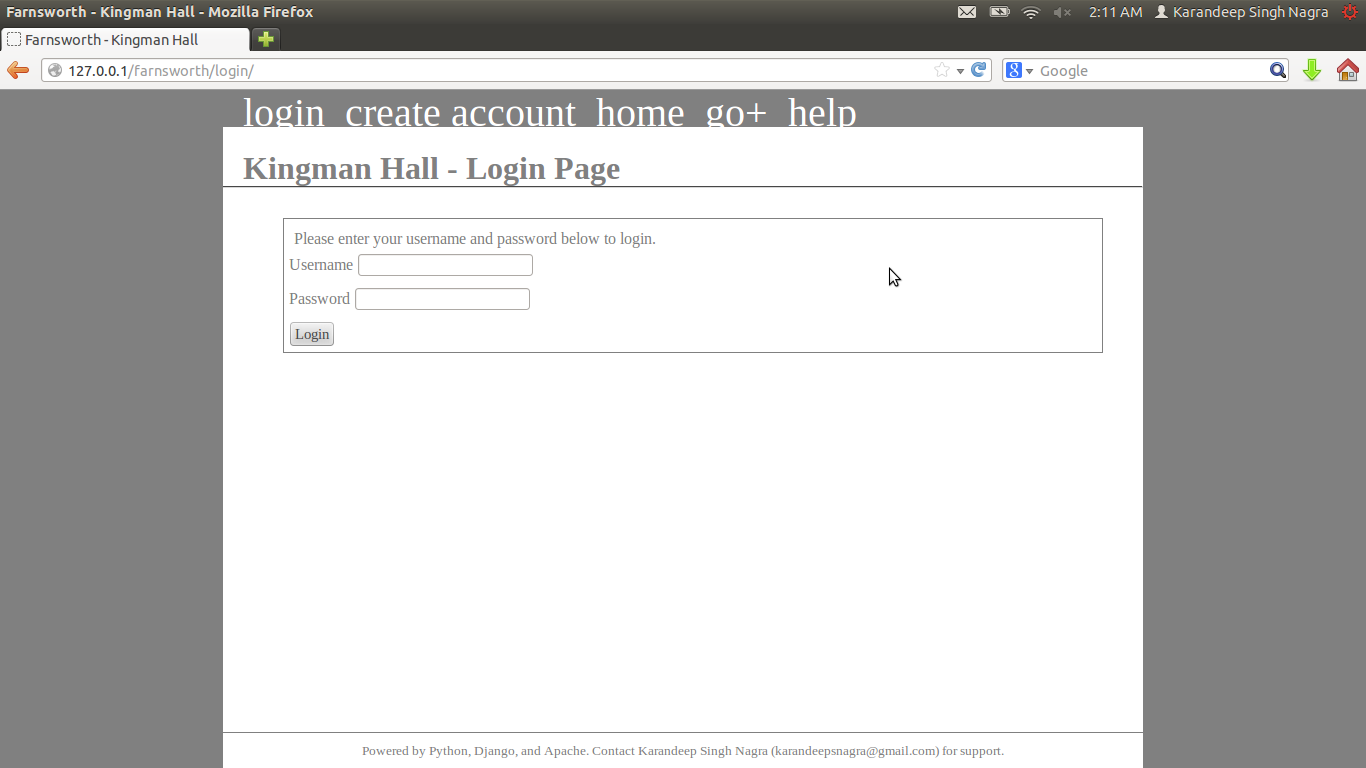 Farnsworth - Kingman Hall - Mozilla Firefox
2:11 AM Karandeep Singh Nagra
Farnsworth - Kingman Hall
127.0.0.1/farnsworth/login/
8 Google
login create account home go+ help
Kingman Hall - Login Page
Please enter your username and password below to login.
Username
Password
Login
Powered by Python, Django, and Apache. Contact Karandeep Singh Nagra (karandeepsnagra@gmail.com) for support.